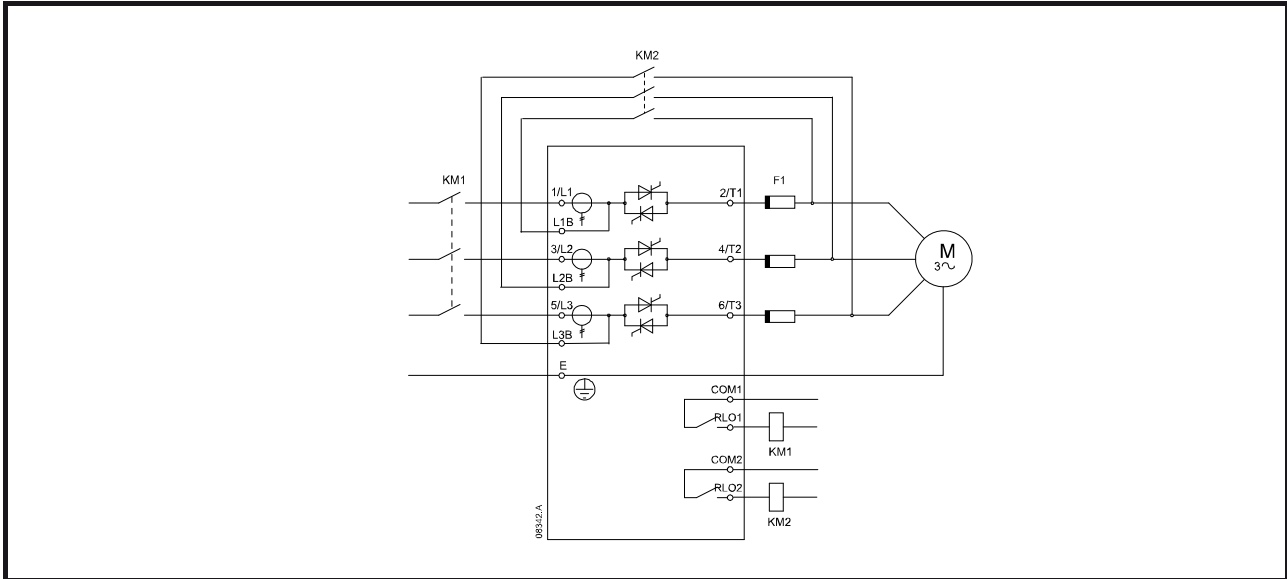 KM2
KM1
F1
1/L1
2/T1
L1B
3/L2
4/T2
M
3~
L2B
5/L3
6/T3
L3B
E
COM1
RLO1
KM1
COM2
RLO2
KM2
08342.A